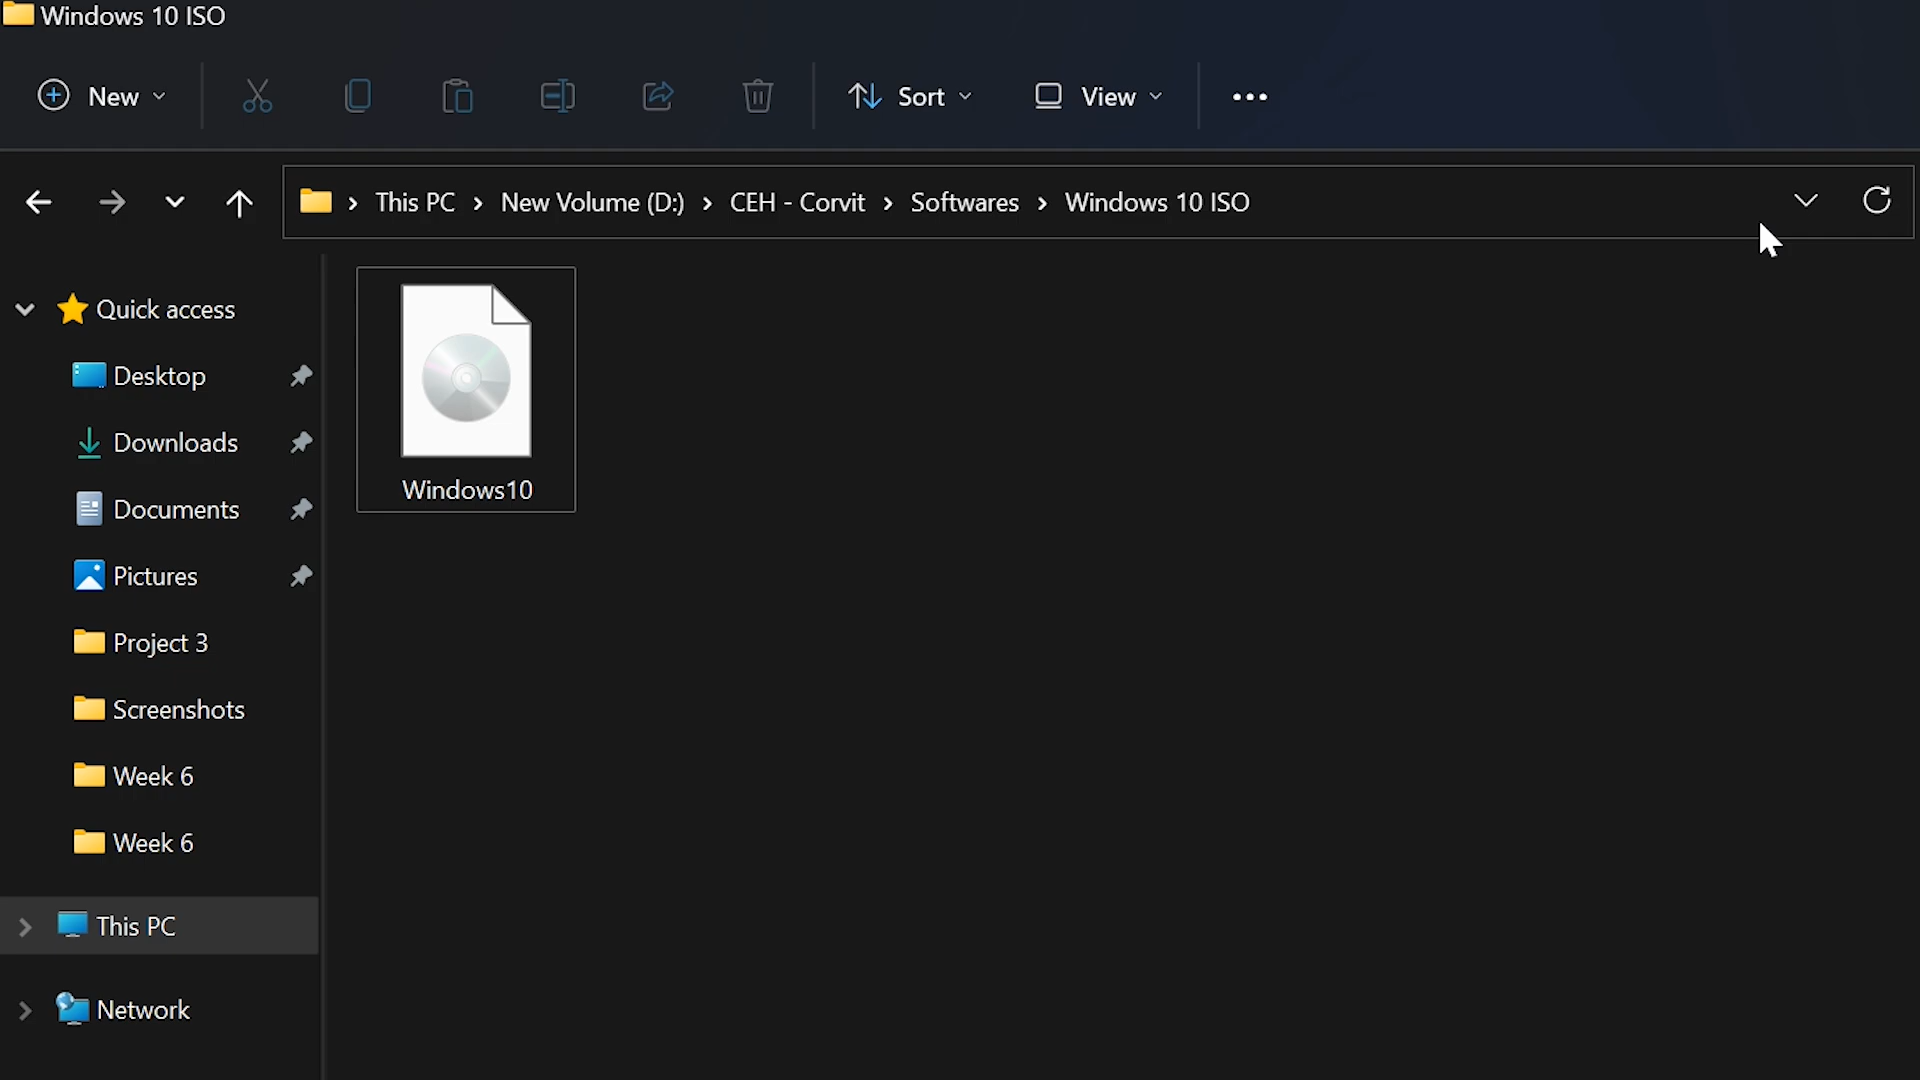 Windows 10 ISO
New
Sort
View
This PC > New Volume (D:) > CEH - Corvit > Softwares > Windows 10 ISO
Quick access
Desktop
Downloads
Documents
Pictures
Project 3
Screenshots
Week 6
Week 6
This PC
Network
Windows10